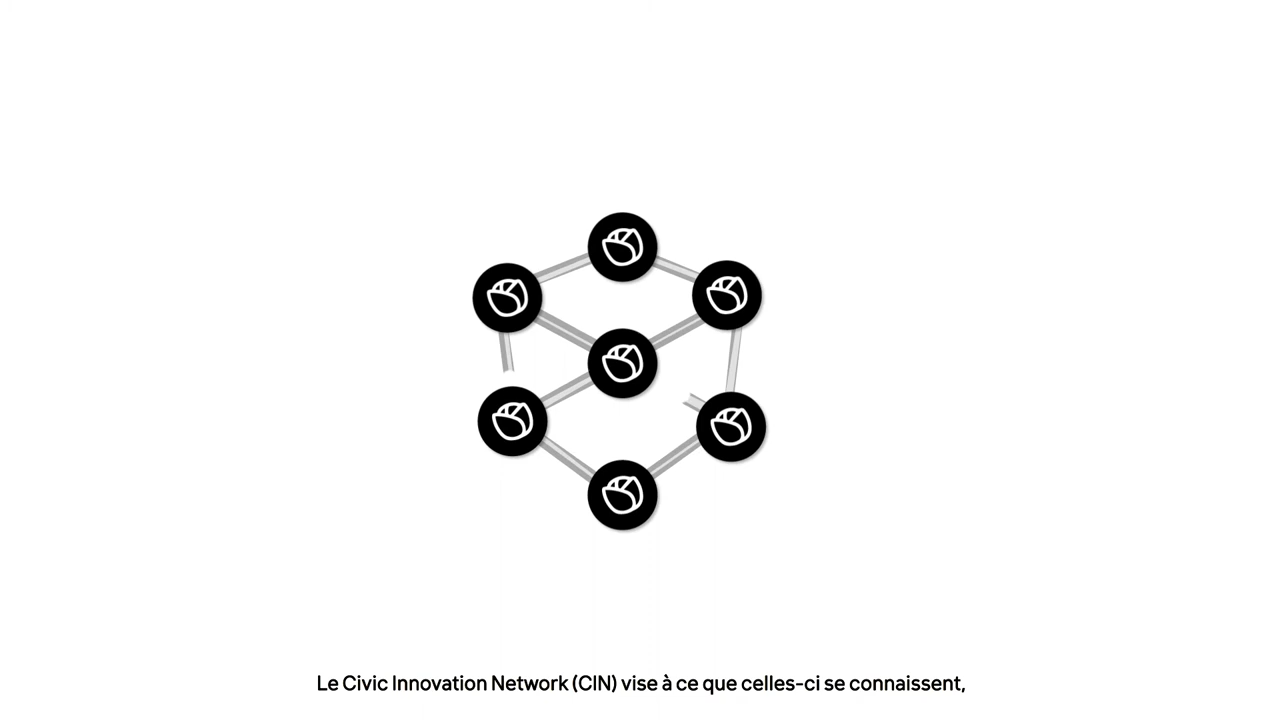 Le Civic Innovation Network (CIN) vise à ce que celles-ci se connaissent,